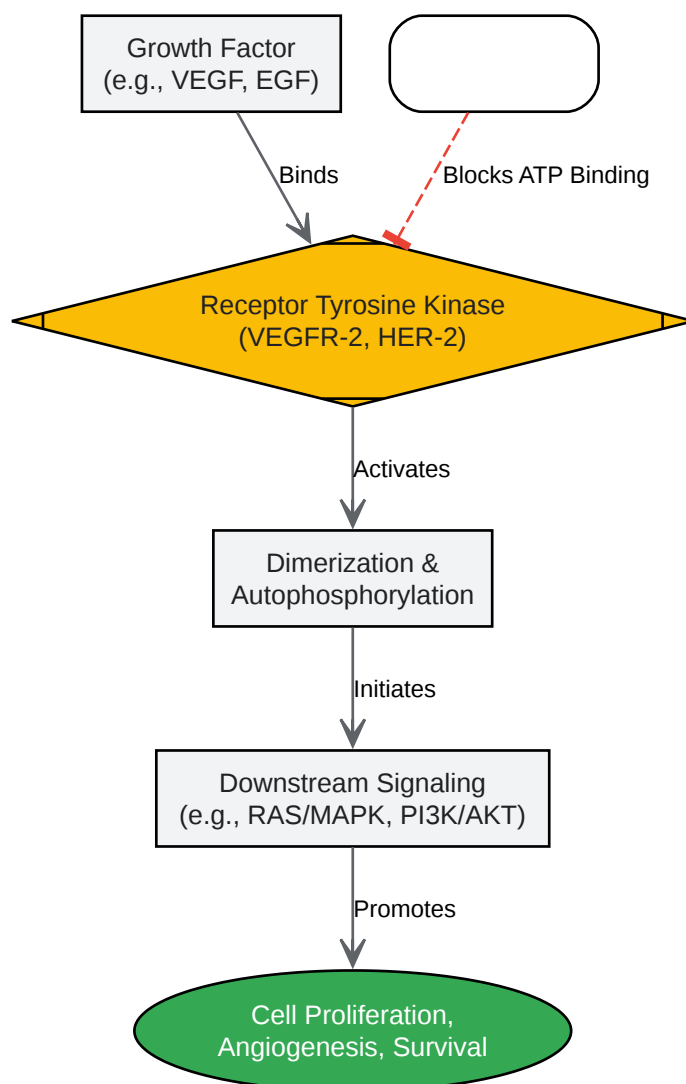 Growth Factor
(e.g., VEGF, EGF)
Binds
Blocks ATP Binding
Receptor Tyrosine Kinase
(VEGFR-2, HER-2)
Activates
Dimerization &
Autophosphorylation
Initiates
Downstream Signaling
(e.g., RAS/MAPK, PI3K/AKT)
Promotes
Cell Proliferation,
Angiogenesis, Survival